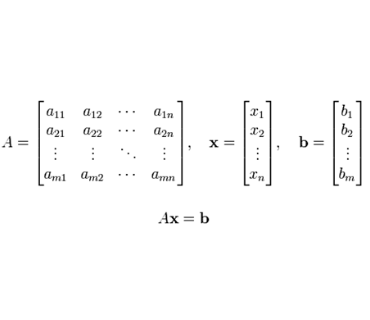 A = \begin{bmatrix} a_{11} & a_{12} & \cdots & a_{1n} \\ a_{21} & a_{22} & \cdots & a_{2n} \\ \vdots & \vdots & \ddots & \vdots \\ a_{m1} & a_{m2} & \cdots & a_{mn} \end{bmatrix}, \quad \mathbf{x} = \begin{bmatrix} x_1 \\ x_2 \\ \vdots \\ x_n \end{bmatrix}, \quad \mathbf{b} = \begin{bmatrix} b_1 \\ b_2 \\ \vdots \\ b_m \end{bmatrix}
A\mathbf{x} = \mathbf{b}